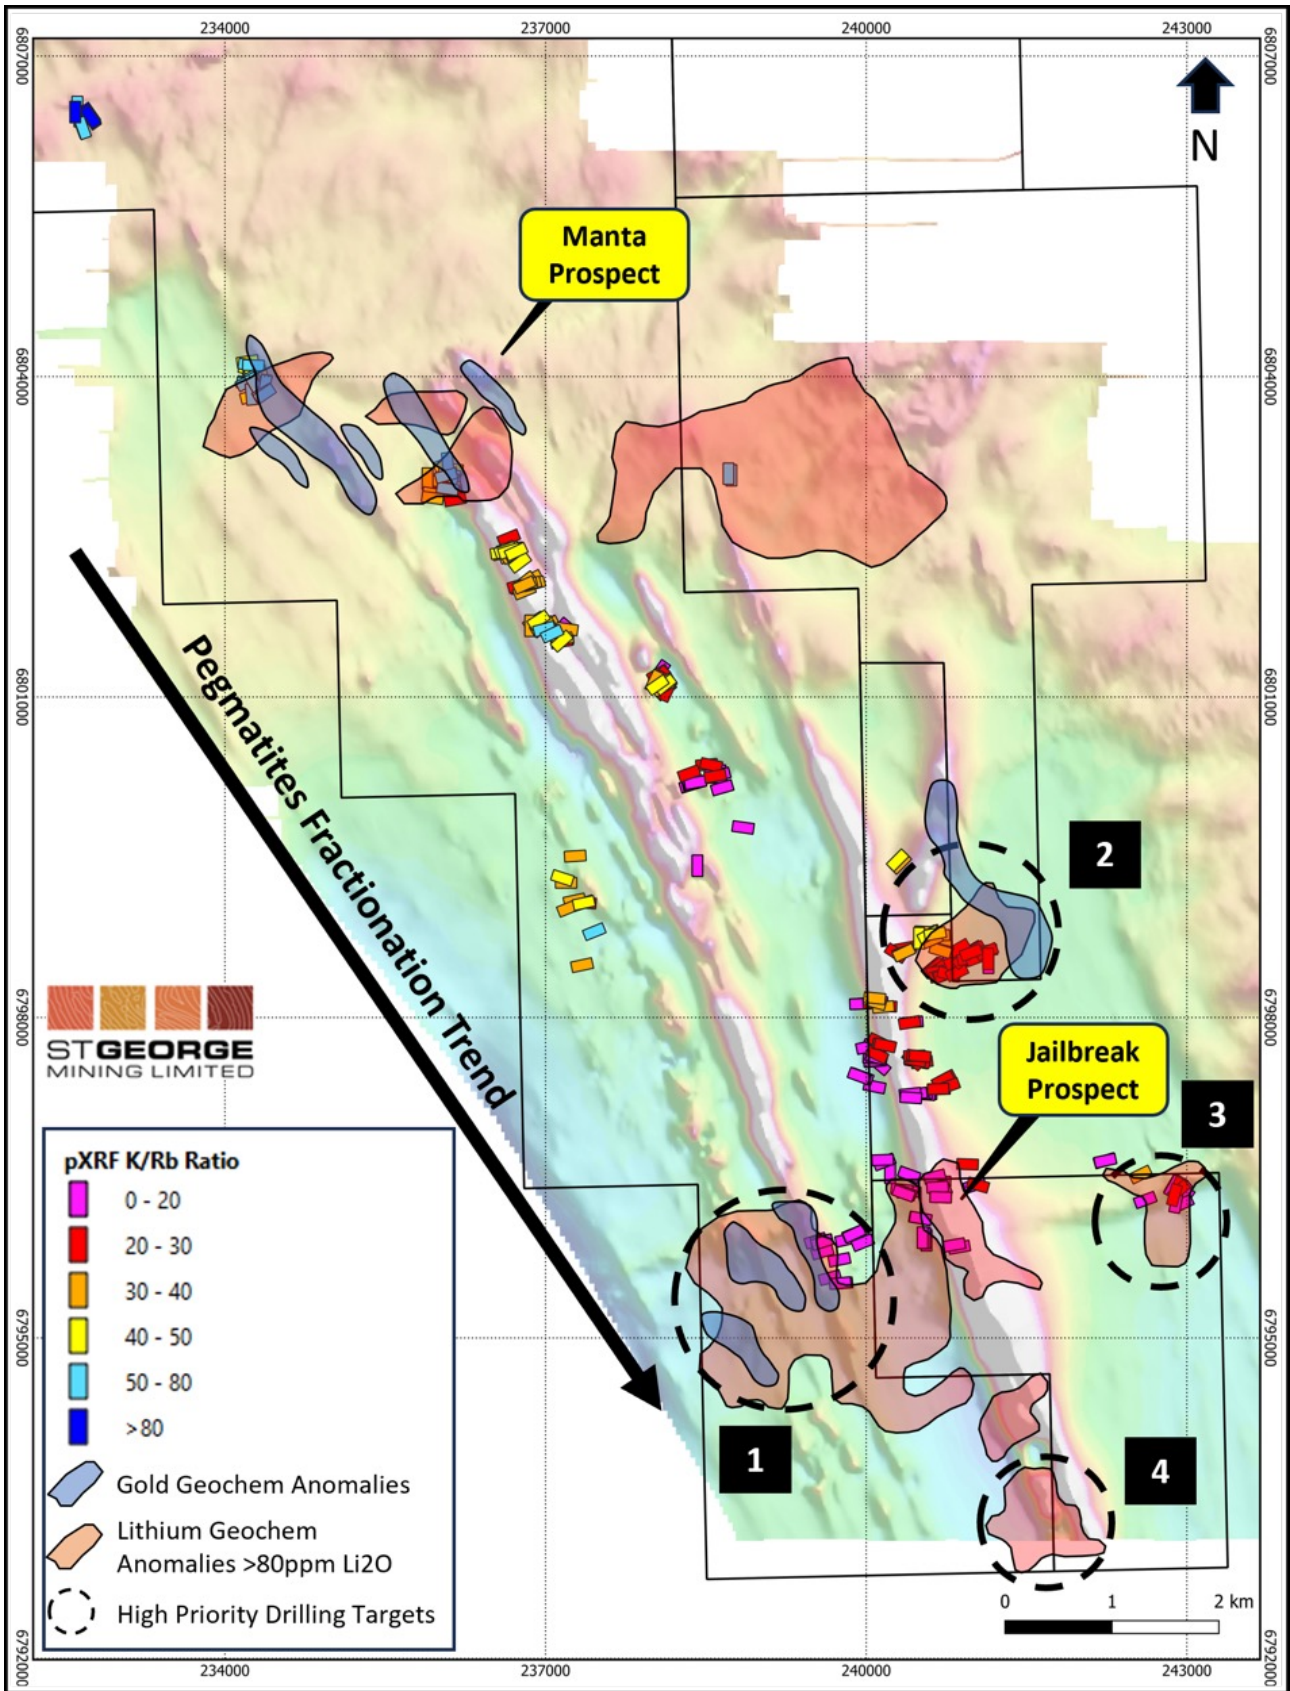 234000
237000
240000
243000
6807000
6807000
N
Manta
Prospect
6804000
6804000
6801000
6801000
Pegmatites Fractionation Trend
2
6798000
6798000
STGEORGE
MINING LIMITED
Jailbreak
Prospect
3
pXRF K/Rb Ratio
0 - 20
20 - 30
30 - 40
40 - 50
50 - 80
>80
Gold Geochem Anomalies
Lithium Geochem
Anomalies >80ppm Li2O
High Priority Drilling Targets
6795000
6795000
1
4
0 1 2 km
6792000
6792000
234000
237000
240000
243000